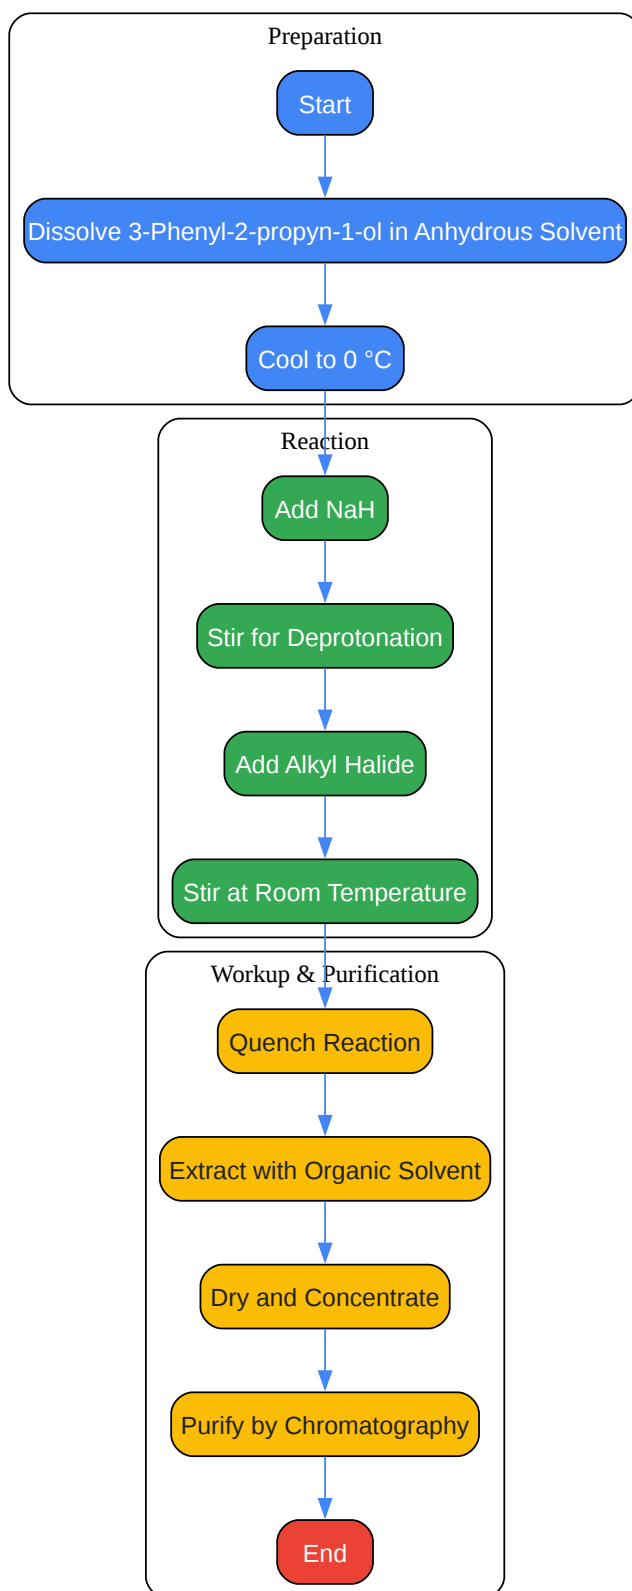 Preparation
Start
Dissolve 3-Phenyl-2-propyn-1-ol in Anhydrous Solvent
Cool to 0 °C
Reaction
Add NaH
Stir for Deprotonation
Add Alkyl Halide
Stir at Room Temperature
Workup & Purification
Quench Reaction
Extract with Organic Solvent
Dry and Concentrate
Purify by Chromatography
End